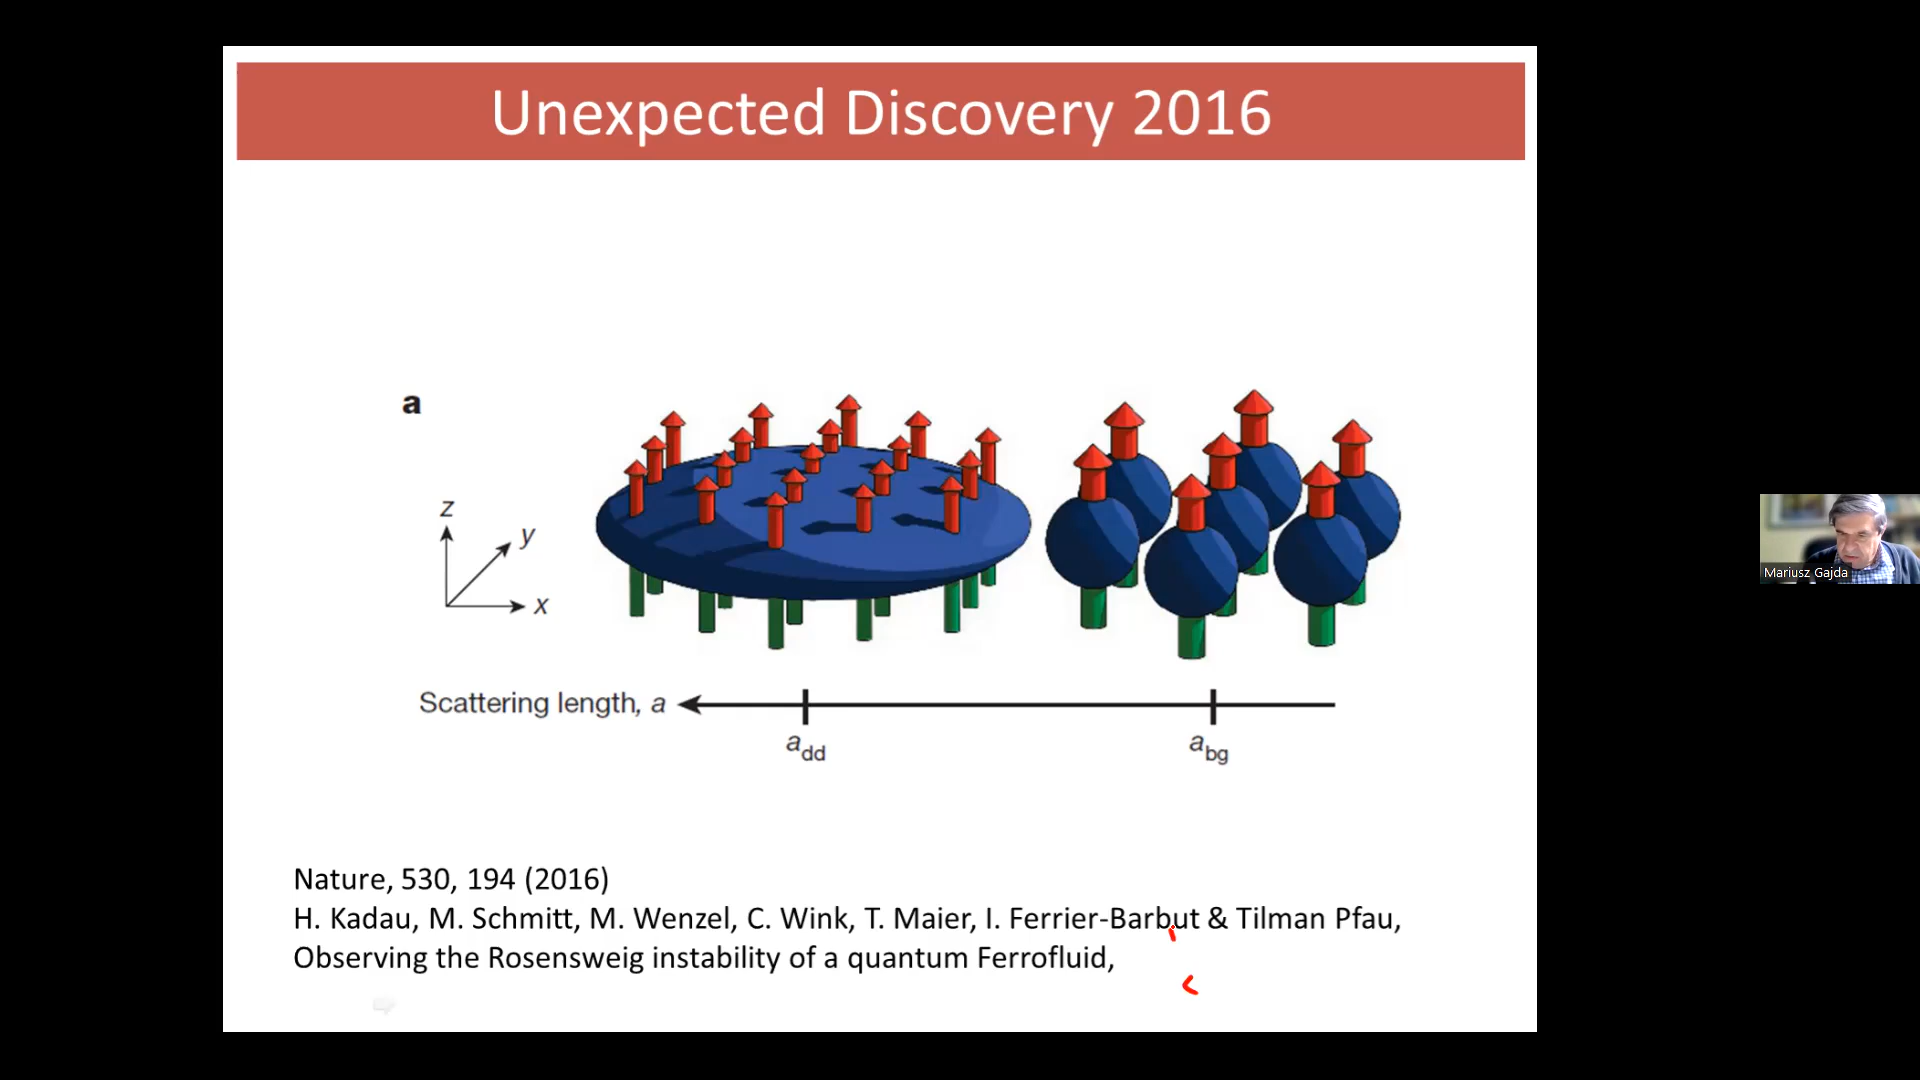 Unexpected Discovery 2016
a
z
y
x
Scattering length, a
a_dd
a_bg
Nature, 530, 194 (2016)
H. Kadau, M. Schmitt, M. Wenzel, C. Wink, T. Maier, I. Ferrier-Barbut & Tilman Pfau,
Observing the Rosensweig instability of a quantum Ferrofluid,
Mariusz Gajda